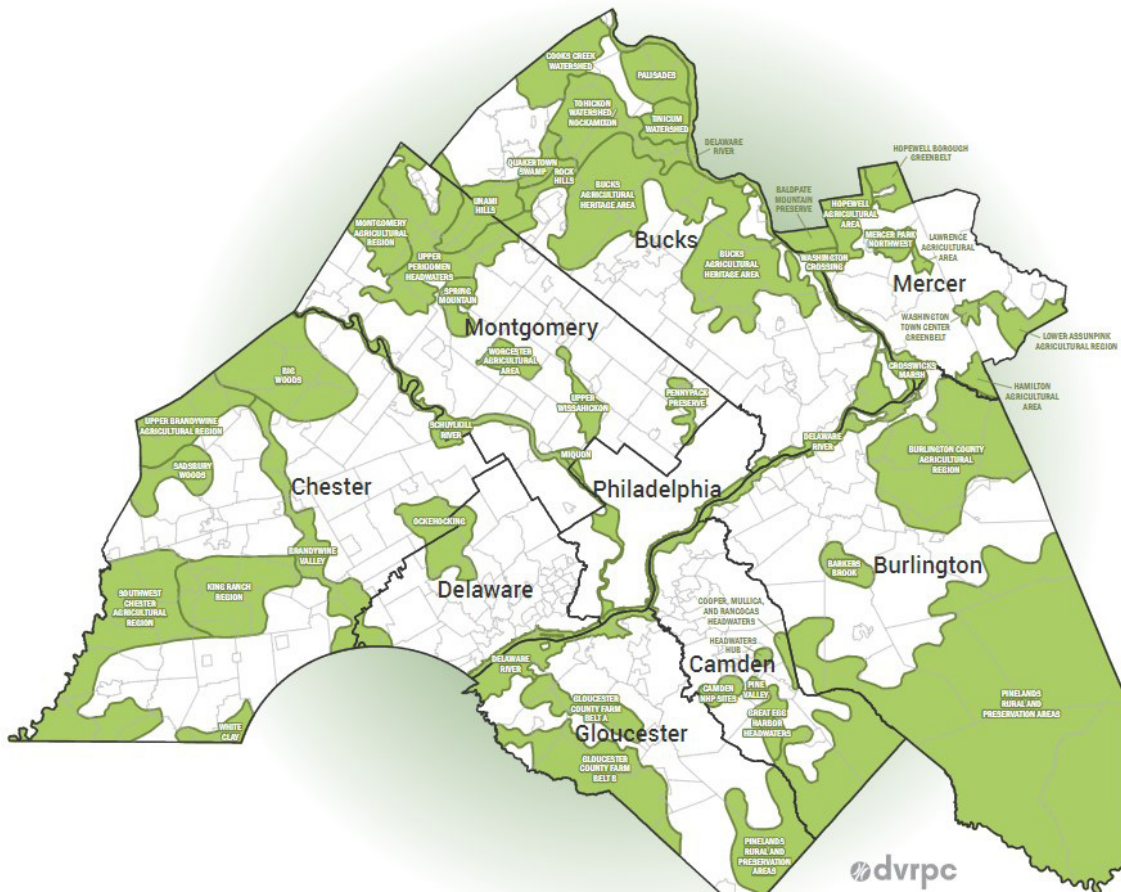 COOKS CREEK
WATERSHED
PALISADES
TOHICKON
WATERSHED/
NOCKAMIXON
TINICUM
WATERSHED
DELAWARE
RIVER
HOPEWELL BOROUGH
GREENBELT
QUAKERTOWN
SWAMP
ROCK
HILLS
BUCKS
AGRICULTURAL
HERITAGE AREA
BALDPATE
MOUNTAIN
PRESERVE
UNAMI
HILLS
HOPEWELL
AGRICULTURAL
AREA
MONTGOMERY
AGRICULTURAL
REGION
Bucks
MERCER PARK
NORTHWEST
LAWRENCE
AGRICULTURAL
AREA
UPPER
PERKIOMEN
HEADWATERS
BUCKS
AGRICULTURAL
HERITAGE AREA
WASHINGTON
CROSSING
Mercer
SPRING
MOUNTAIN
Montgomery
WASHINGTON
TOWN CENTER
GREENBELT
LOWER ASSUNPINK
AGRICULTURAL REGION
WORCESTER
AGRICULTURAL
AREA
BIG
WOODS
CROSSWICKS
MARSH
HAMILTON
AGRICULTURAL
AREA
UPPER
WISSAHICKON
PENNYPACK
PRESERVE
UPPER BRANDYWINE
AGRICULTURAL REGION
SCHUYLKILL
RIVER
DELAWARE
RIVER
BURLINGTON COUNTY
AGRICULTURAL
REGION
MIQUON
SADSBURY
WOODS
Chester
Philadelphia
OCKEHOCKING
BRANDYWINE
VALLEY
BARKERS
BROOK
Burlington
KING RANCH
REGION
SOUTHWEST
CHESTER
AGRICULTURAL
REGION
Delaware
COOPER, MULLICA,
AND RANCOCAS
HEADWATERS
HEADWATERS
HUB
DELAWARE
RIVER
Camden
CAMDEN
NHP SITES
PINE
VALLEY
GLOUCESTER
COUNTY FARM
BELT A
GREAT EGG
HARBOR
HEADWATERS
PINELANDS
RURAL AND
PRESERVATION AREAS
WHITE
CLAY
Gloucester
GLOUCESTER
COUNTY FARM
BELT B
PINELANDS
RURAL AND
PRESERVATION
AREAS
dvrpc